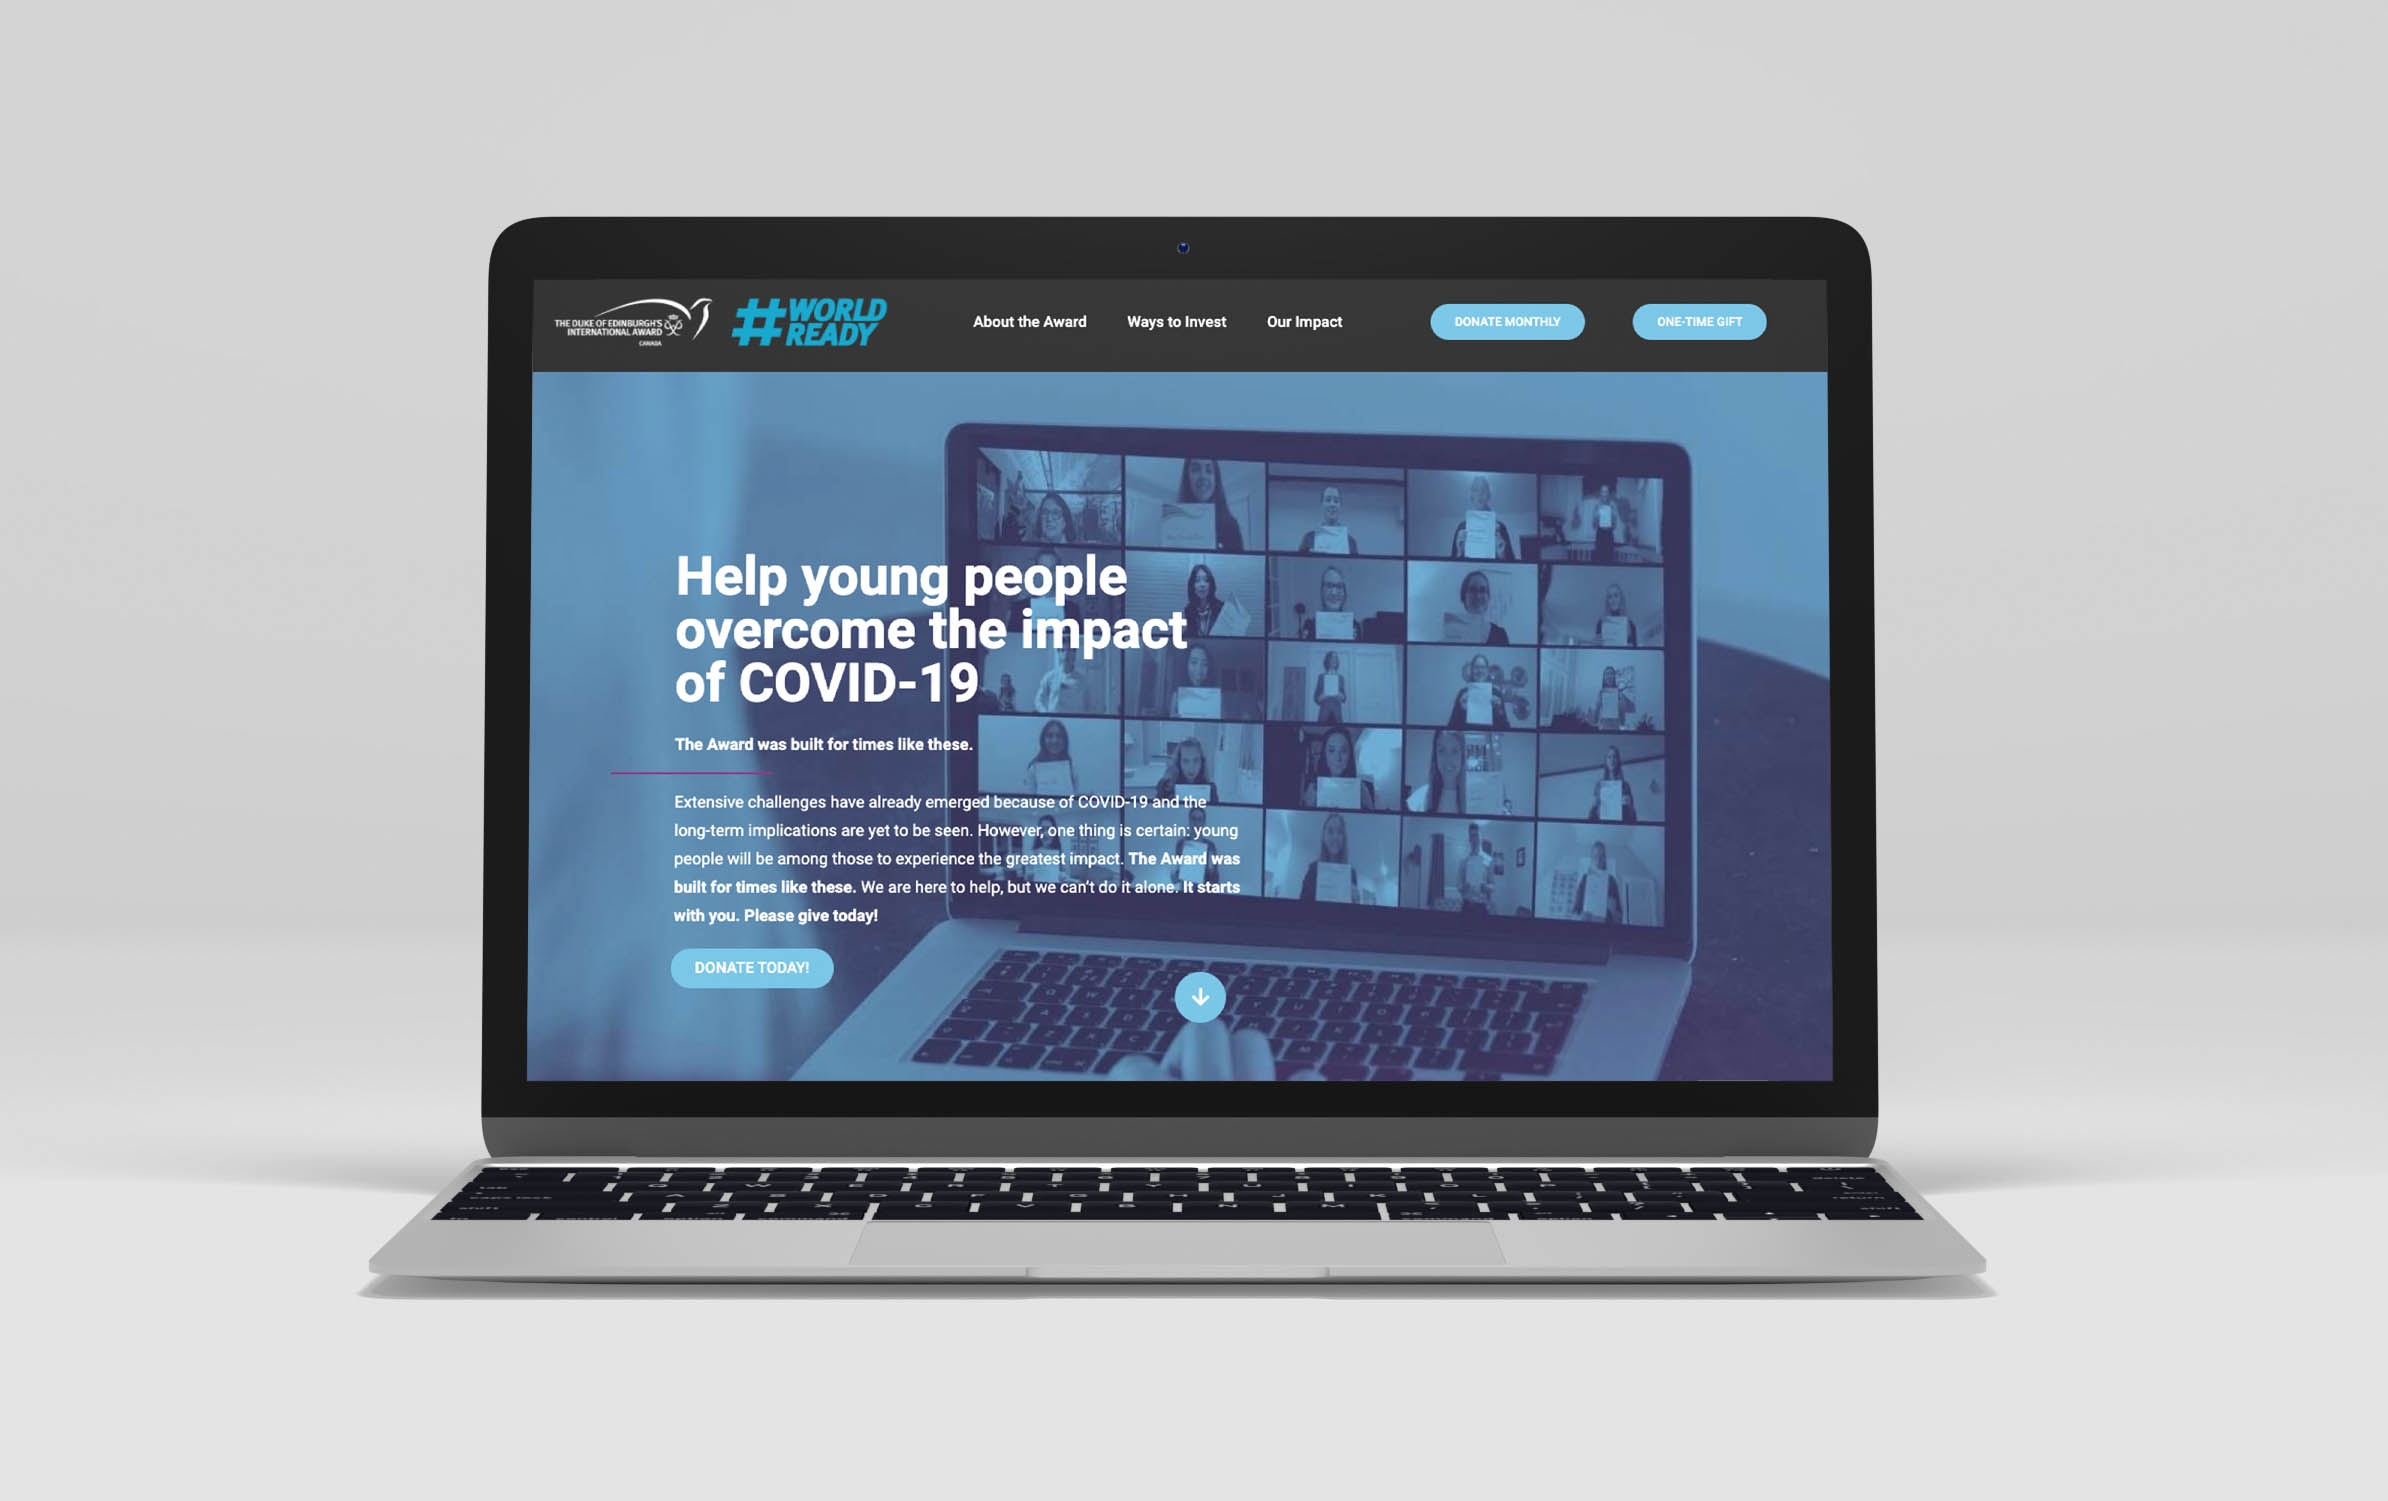 THE DUKE OF EDINBURGH'S
INTERNATIONAL AWARD
CANADA
#WORLD
READY
About the Award
Ways to Invest
Our Impact
DONATE MONTHLY
ONE-TIME GIFT
Help young people
overcome the impact
of COVID-19
The Award was built for times like these.
Extensive challenges have already emerged because of COVID-19 and the
long-term implications are yet to be seen. However, one thing is certain: young
people will be among those to experience the greatest impact. The Award was
built for times like these. We are here to help, but we can't do it alone. It starts
with you. Please give today!
DONATE TODAY!